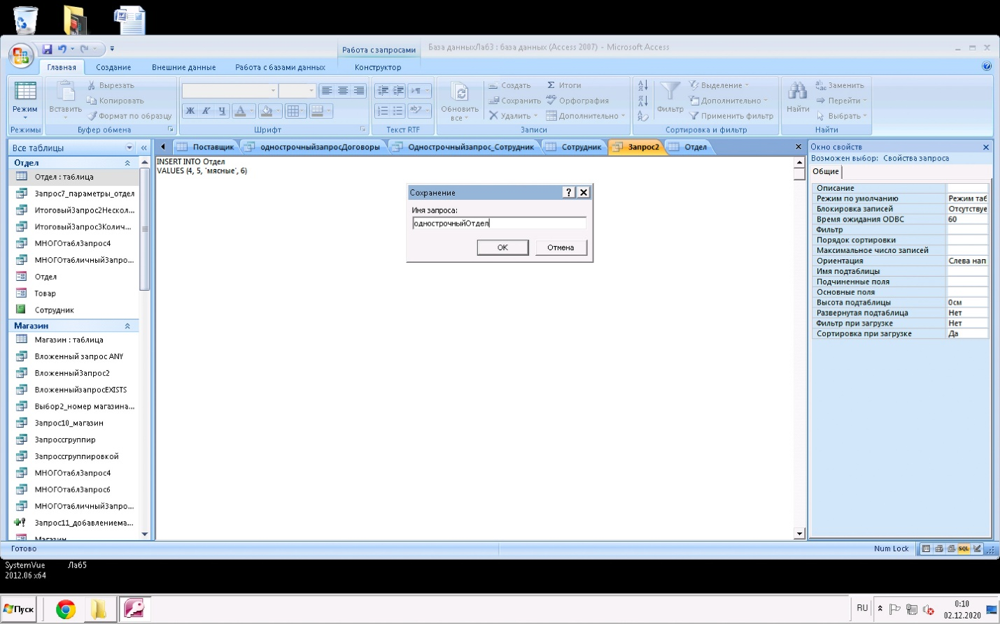 Работа с запросами
База данныхЛаб3 : база данных (Access 2007) - Microsoft Access
Главная
Создание
Внешние данные
Работа с базами данных
Конструктор
Режим
Режимы
Вставить
Вырезать
Копировать
Формат по образцу
Буфер обмена
Ж К Ч
А
Шрифт
Текст RTF
Обновить
все
Создать
Сохранить
Удалить
Итоги
Орфография
Дополнительно
Записи
Фильтр
Выделение
Дополнительно
Применить фильтр
Сортировка и фильтр
Найти
Заменить
Перейти
Выбрать
Найти
Все таблицы
Поставщик
однострочныйзапросДоговоры
Однострочныйзапрос_Сотрудник
Сотрудник
Запрос2
Отдел
Отдел
Отдел : таблица
Запрос7_параметры_отдел
ИтоговыйЗапрос2Нескол...
ИтоговыйЗапрос3Колич...
МНОГОтаблЗапрос4
МНОГОтабличныйЗапро...
Отдел
Товар
Сотрудник
Магазин
Магазин : таблица
Вложенный запрос ANY
ВложенныйЗапрос2
ВложенныйзапросEXISTS
Выбор2_номер магазина...
Запрос10_магазин
Запроссгруппир
Запроссгруппировкой
МНОГОтаблЗапрос4
МНОГОтаблЗапрос6
МНОГОтабличныйЗапро...
Запрос11_добавлениема...
Магазин
INSERT INTO Отдел
VALUES (4, 5, 'мясные', 6)
Сохранение
Имя запроса:
однострочныйОтдел
ОК
Отмена
Окно свойств
Возможен выбор: Свойства запроса
Общие
Описание
Режим по умолчанию Режим таб
Блокировка записей Отсутствуе
Время ожидания ODBC 60
Фильтр
Порядок сортировки
Максимальное число записей
Ориентация Слева нап
Имя подтаблицы
Подчиненные поля
Основные поля
Высота подтаблицы 0см
Развернутая подтаблица Нет
Фильтр при загрузке Нет
Сортировка при загрузке Да
Готово
Num Lock
SQL
SystemVue
2012.06 x64
Лаб5
Пуск
RU
0:10
02.12.2020